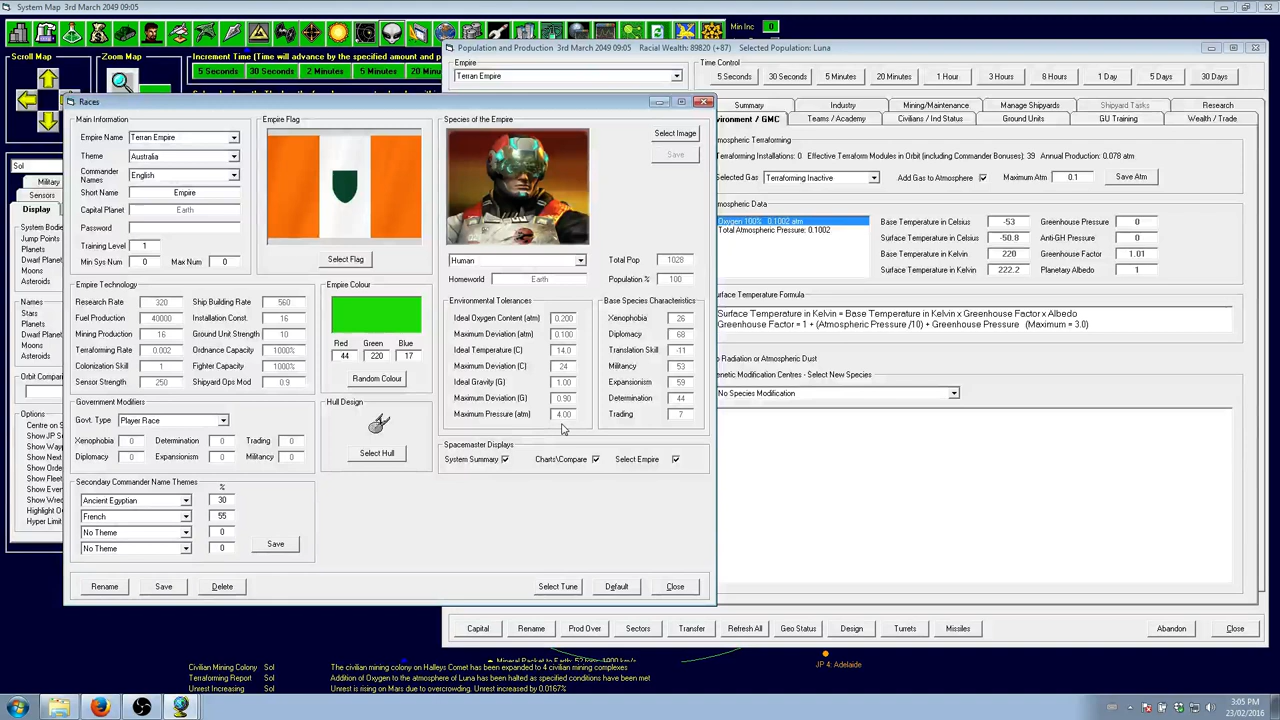 System Map  3rd March 2049 09:05
Min Inc 0
Scroll Map
Zoom Map
Increment Time (Time will advance by the specified amount and p
5 Seconds 30 Seconds 2 Minutes 5 Minutes 20 Mi
Population and Production  3rd March 2049 09:05  Racial Wealth: 89820 (+87)  Selected Population: Luna
Empire
Terran Empire
Time Control
5 Seconds 30 Seconds 5 Minutes 20 Minutes 1 Hour 3 Hours 8 Hours 1 Day 5 Days 30 Days
Summary Industry Mining/Maintenance Manage Shipyards Shipyard Tasks Research
nvironment / GMC Teams / Academy Civilians / Ind Status Ground Units GU Training Wealth / Trade
mospheric Terraforming
erraforming Installations: 0  Effective Terraform Modules in Orbit (including Commander Bonuses): 39  Annual Production: 0.078 atm
elected Gas Terraforming Inactive Add Gas to Atmosphere Maximum Atm 0.1 Save Atm
mospheric Data
Oxygen 100%  0.1002 atm
Total Atmospheric Pressure: 0.1002
Base Temperature in Celsius -53 Greenhouse Pressure 0
Surface Temperature in Celsius -50.8 Anti-GH Pressure 0
Base Temperature in Kelvin 220 Greenhouse Factor 1.01
Surface Temperature in Kelvin 222.2 Planetary Albedo 1
urface Temperature Formula
Surface Temperature in Kelvin = Base Temperature in Kelvin x Greenhouse Factor x Albedo
Greenhouse Factor = 1 + (Atmospheric Pressure /10) + Greenhouse Pressure  (Maximum = 3.0)
o Radiation or Atmospheric Dust
enetic Modification Centres - Select New Species
No Species Modification
Capital Rename Prod Over Sectors Transfer Refresh All Geo Status Design Turrets Missiles Abandon Close
Races
Main Information
Empire Name Terran Empire
Theme Australia
Commander Names English
Short Name Empire
Capital Planet Earth
Password
Training Level 1
Min Sys Num 0 Max Num 0
Empire Flag
Select Flag
Species of the Empire
Select Image
Save
Human
Total Pop 1028
Homeworld Earth Population % 100
Empire Technology
Research Rate 320 Ship Building Rate 560
Fuel Production 40000 Installation Const. 16
Mining Production 16 Ground Unit Strength 10
Terraforming Rate 0.002 Ordnance Capacity 1000%
Colonization Skill 1 Fighter Capacity 1000%
Sensor Strength 250 Shipyard Ops Mod 0.9
Empire Colour
Red Green Blue
44 220 17
Random Colour
Environmental Tolerances
Ideal Oxygen Content (atm) 0.200
Maximum Deviation (atm) 0.100
Ideal Temperature (C) 14.0
Maximum Deviation (C) 24
Ideal Gravity (G) 1.00
Maximum Deviation (G) 0.90
Maximum Pressure (atm) 4.00
Base Species Characteristics
Xenophobia 26
Diplomacy 68
Translation Skill -11
Militancy 53
Expansionism 59
Determination 44
Trading 7
Government Modifiers
Govt. Type Player Race
Xenophobia 0 Determination 0 Trading 0
Diplomacy 0 Expansionism 0 Militancy 0
Hull Design
Select Hull
Spacemaster Displays
System Summary Charts\Compare Select Empire
Secondary Commander Name Themes
%
Ancient Egyptian 30
French 55
No Theme 0
No Theme 0
Save
Rename Save Delete Select Tune Default Close
Sol
Military
Sensors
Display
System Bodie
Jump Points
Planets
Dwarf Planet
Moons
Asteroids
Names
Stars
Planets
Dwarf Planet
Moons
Asteroids
Orbit Compar
Options
Centre on S
Show JP S
Show Wayp
Show Next
Show Orde
Show Fleet
Show Even
Show Wrec
Highlight O
Hyper Limit
JP 4: Adelaide
Civilian Mining Colony Sol The civilian mining colony on Halleys Comet has been expanded to 4 civilian mining complexes
Terraforming Report Sol Addition of Oxygen to the atmosphere of Luna has been halted as specified conditions have been met
Unrest Increasing Sol Unrest is rising on Mars due to overcrowding. Unrest increased by 0.0167%
3:05 PM
23/02/2016